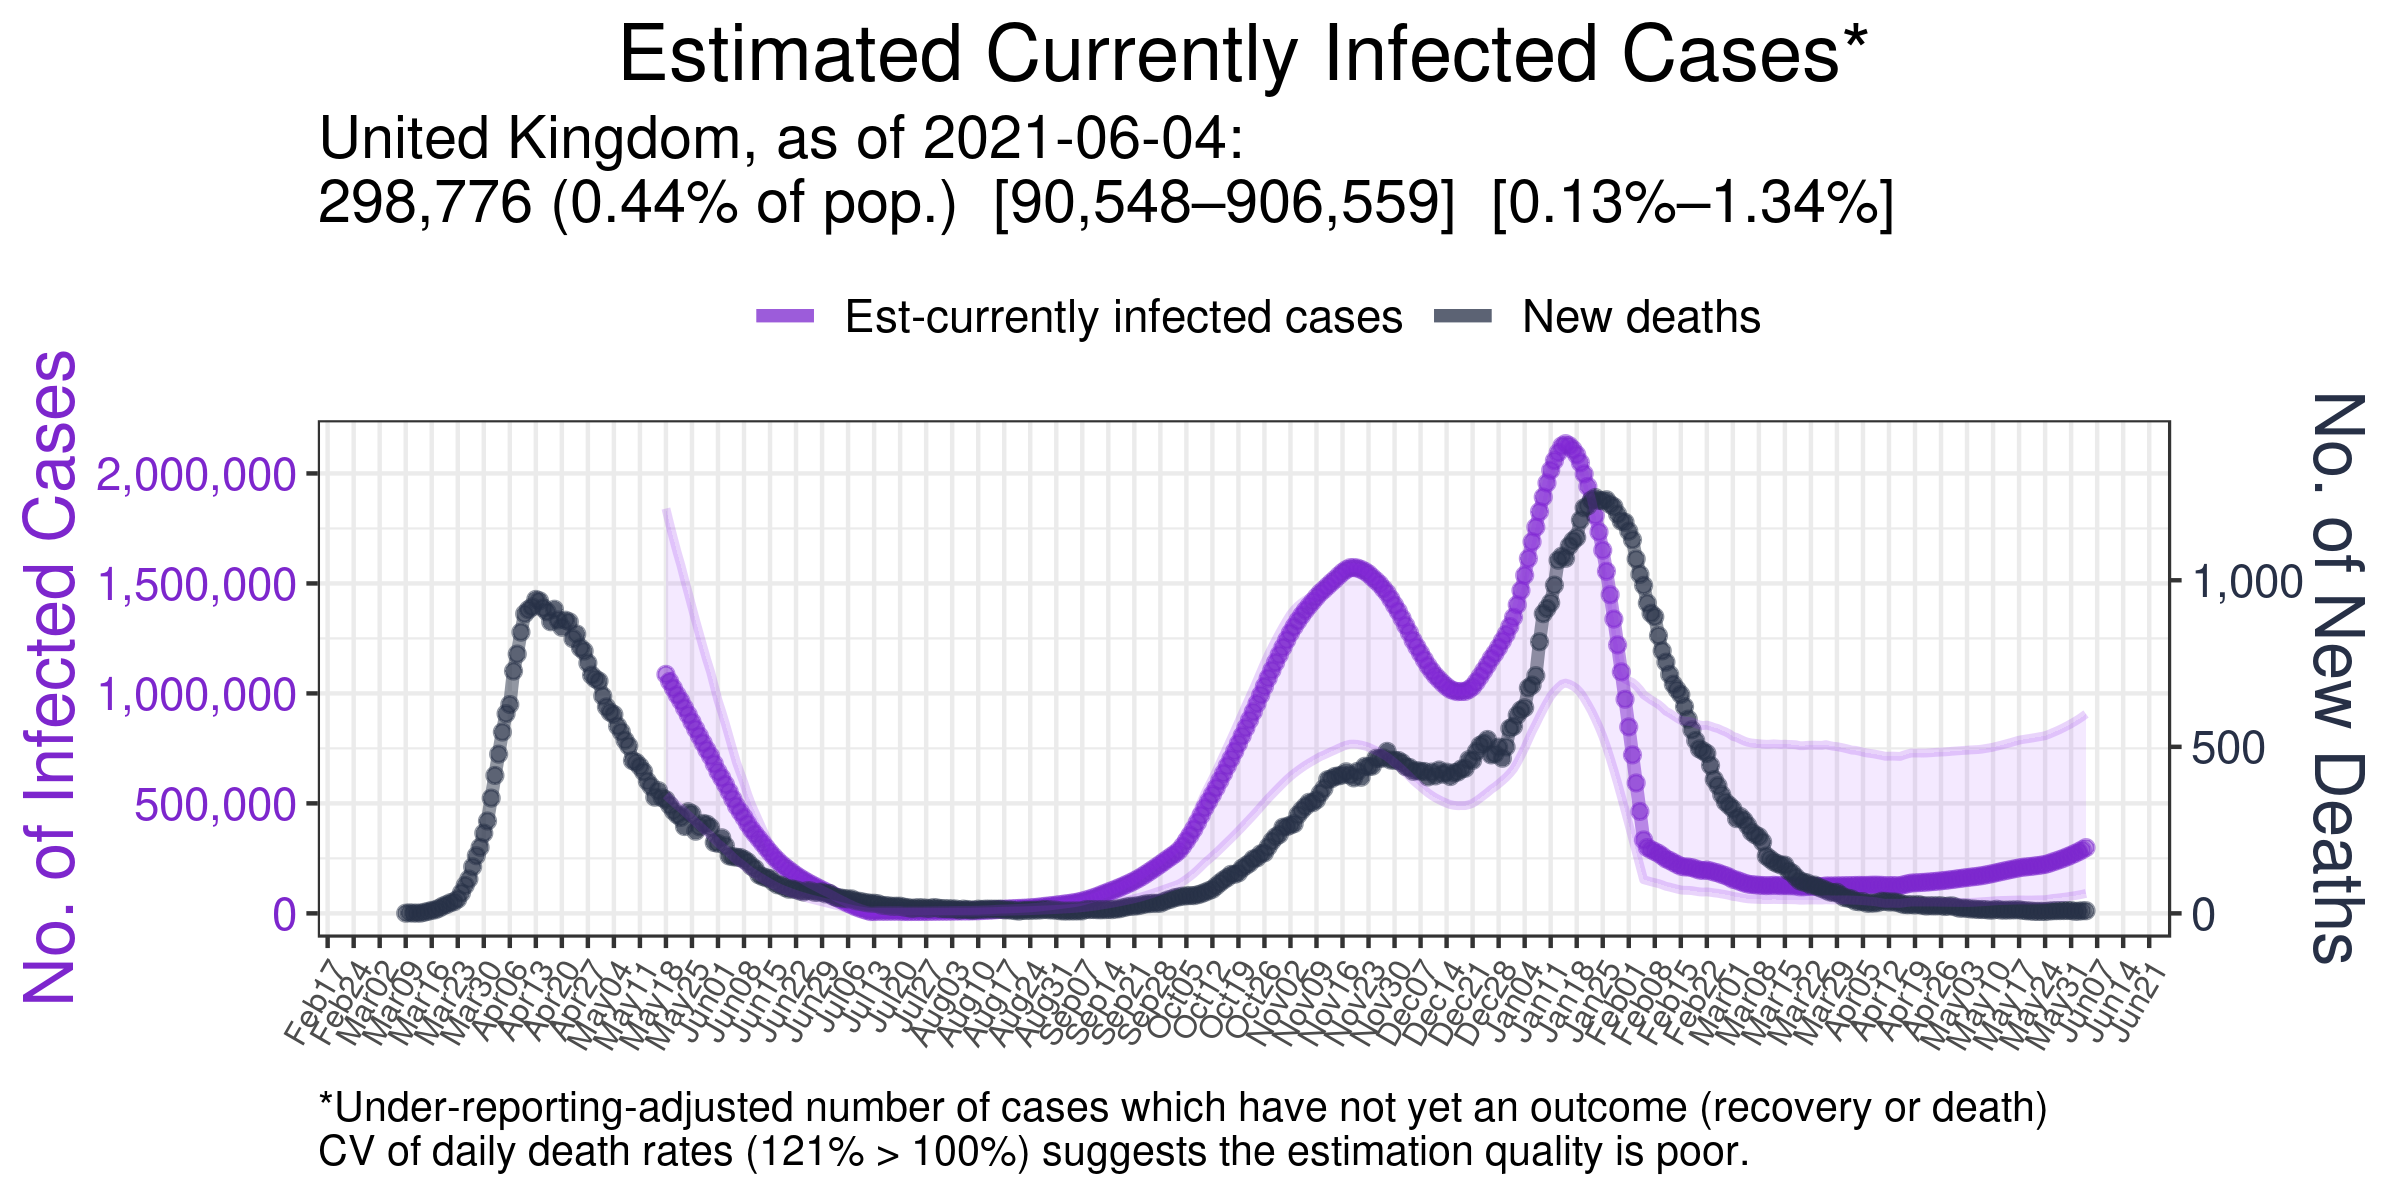 Estimated Currently Infected Cases*
United Kingdom, as of 2021-06-04:
298,776 (0.44% of pop.)  [90,548–906,559]  [0.13%–1.34%]
Est-currently infected cases
New deaths
No. of Infected Cases
2,000,000
1,500,000
1,000,000
500,000
0
1,000
500
0
No. of New Deaths
Feb17
Feb24
Mar02
Mar09
Mar16
Mar23
Mar30
Apr06
Apr13
Apr20
Apr27
May04
May11
May18
May25
Jun01
Jun08
Jun15
Jun22
Jun29
Jul06
Jul13
Jul20
Jul27
Aug03
Aug10
Aug17
Aug24
Aug31
Sep07
Sep14
Sep21
Sep28
Oct05
Oct12
Oct19
Oct26
Nov02
Nov09
Nov16
Nov23
Nov30
Dec07
Dec14
Dec21
Dec28
Jan04
Jan11
Jan18
Jan25
Feb01
Feb08
Feb15
Feb22
Mar01
Mar08
Mar15
Mar22
Mar29
Apr05
Apr12
Apr19
Apr26
May03
May10
May17
May24
May31
Jun07
Jun14
Jun21
*Under-reporting-adjusted number of cases which have not yet an outcome (recovery or death)
CV of daily death rates (121% > 100%) suggests the estimation quality is poor.